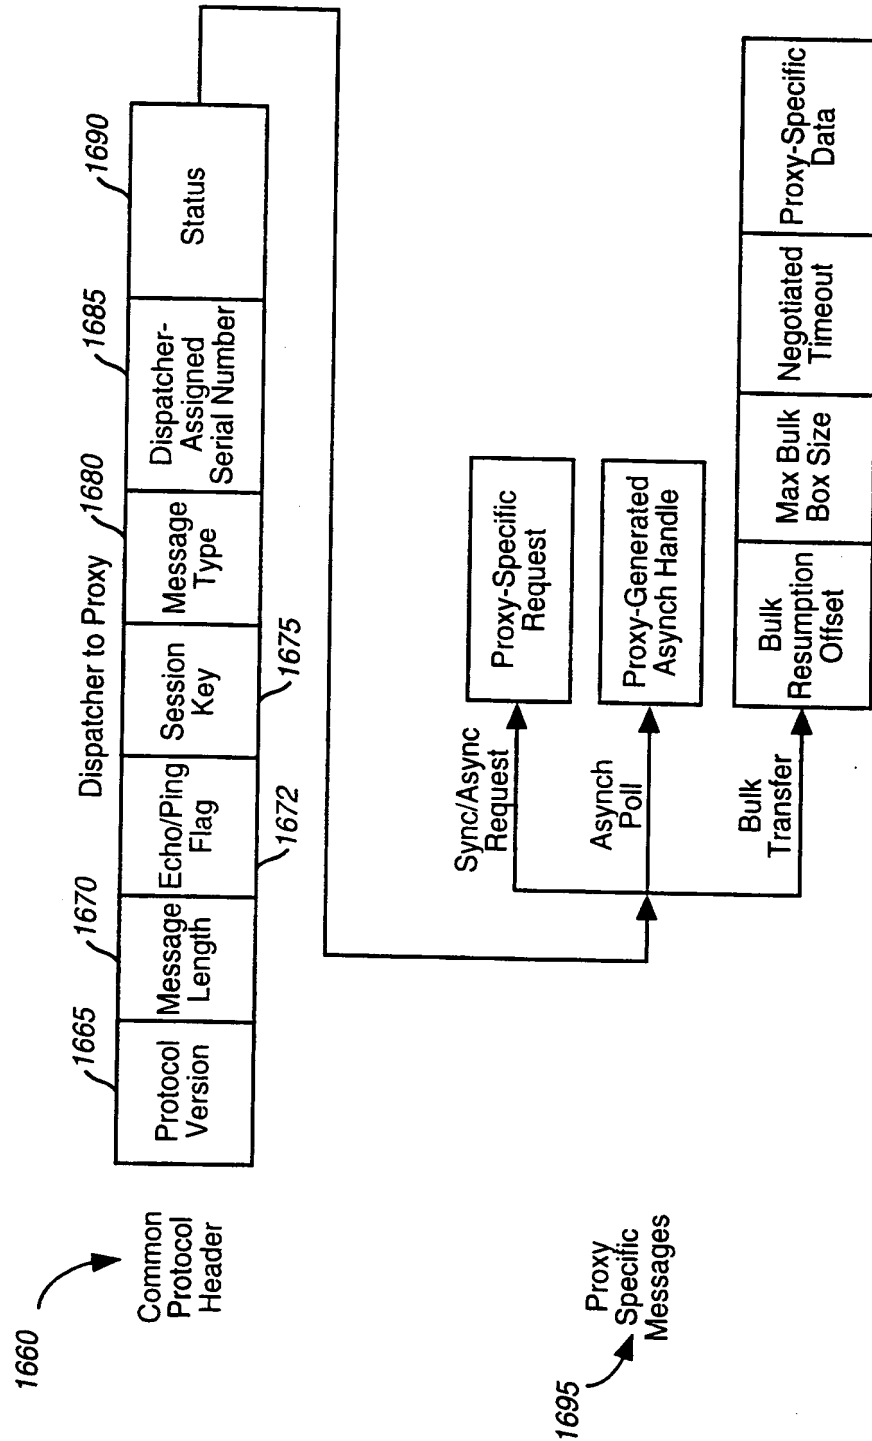 1660
Common
Protocol
Header
Dispatcher to Proxy
1665
1670
1680
1685
1690
Protocol
Version
Message
Length
Echo/Ping
Flag
Session
Key
Message
Type
Dispatcher-
Assigned
Serial Number
Status
1672
1675
1695
Proxy
Specific
Messages
Sync/Async
Request
Proxy-Specific
Request
Asynch
Poll
Proxy-Generated
Asynch Handle
Bulk
Transfer
Bulk
Resumption
Offset
Max Bulk
Box Size
Negotiated
Timeout
Proxy-Specific
Data